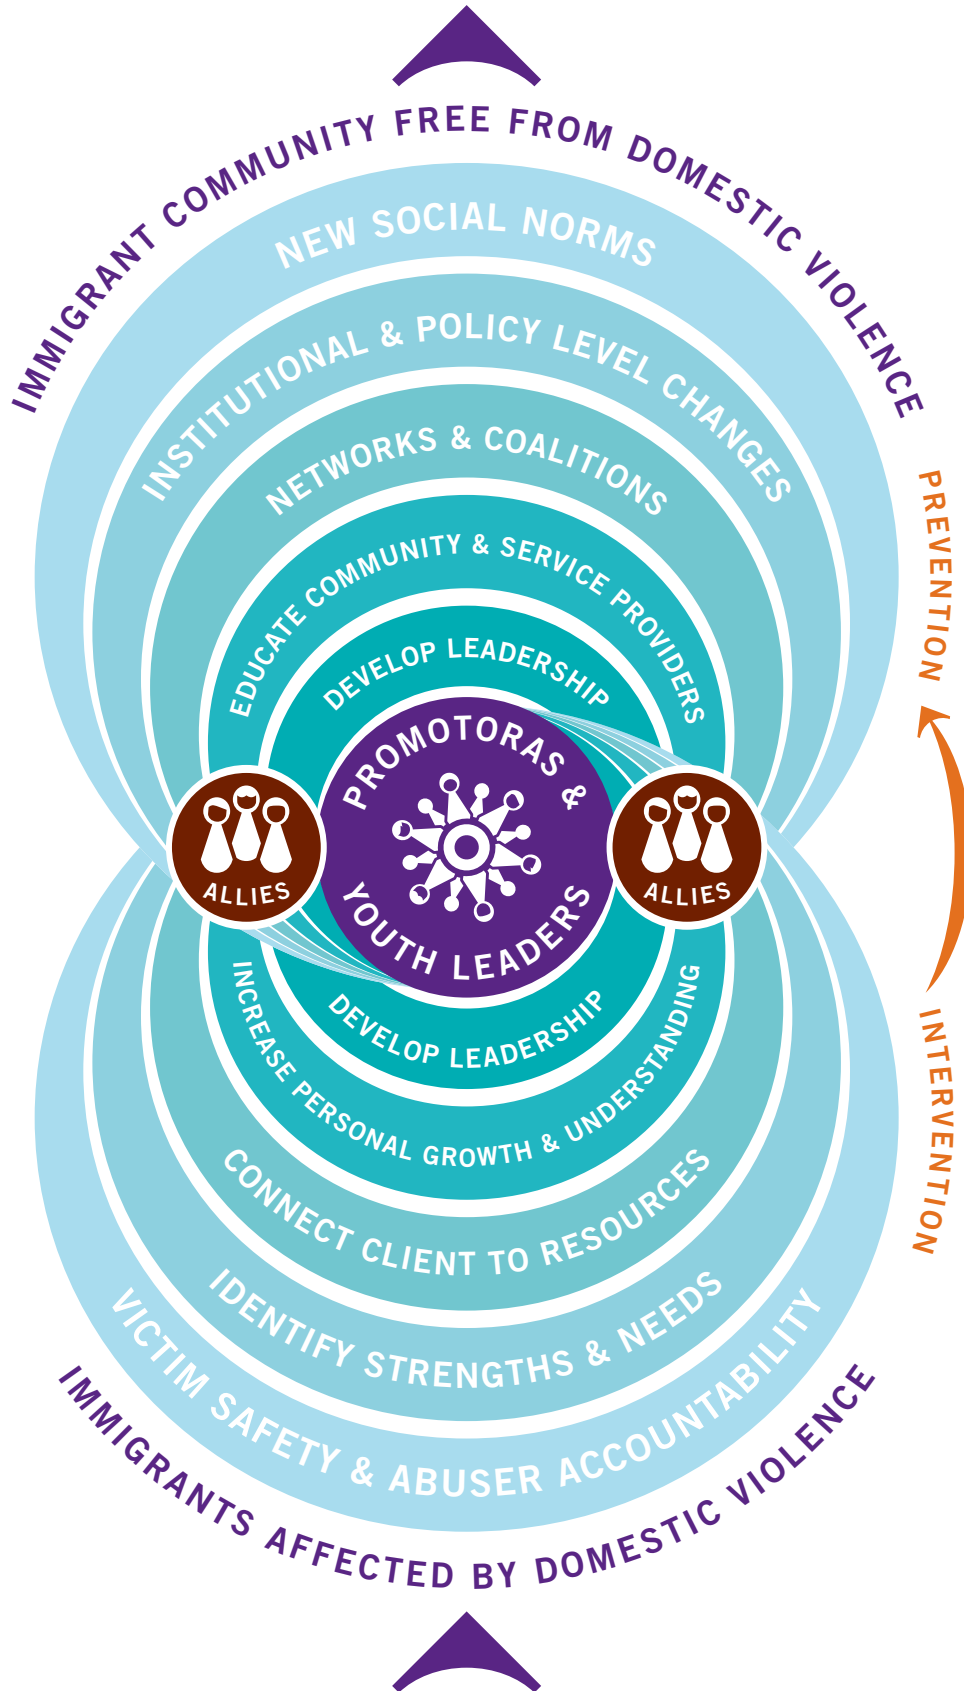 IMMIGRANT COMMUNITY FREE FROM DOMESTIC VIOLENCE
NEW SOCIAL NORMS
INSTITUTIONAL & POLICY LEVEL CHANGES
NETWORKS & COALITIONS
EDUCATE COMMUNITY & SERVICE PROVIDERS
DEVELOP LEADERSHIP
PROMOTORAS &
YOUTH LEADERS
ALLIES
ALLIES
DEVELOP LEADERSHIP
INCREASE PERSONAL GROWTH & UNDERSTANDING
CONNECT CLIENT TO RESOURCES
IDENTIFY STRENGTHS & NEEDS
VICTIM SAFETY & ABUSER ACCOUNTABILITY
IMMIGRANTS AFFECTED BY DOMESTIC VIOLENCE
PREVENTION
INTERVENTION